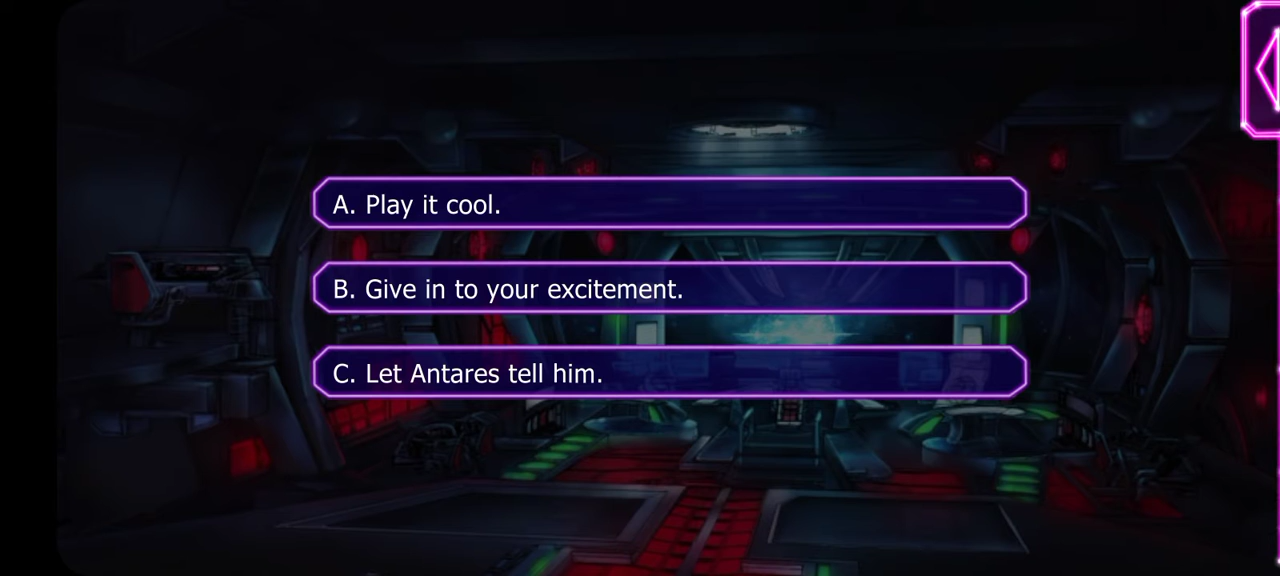 A. Play it cool.
B. Give in to your excitement.
C. Let Antares tell him.